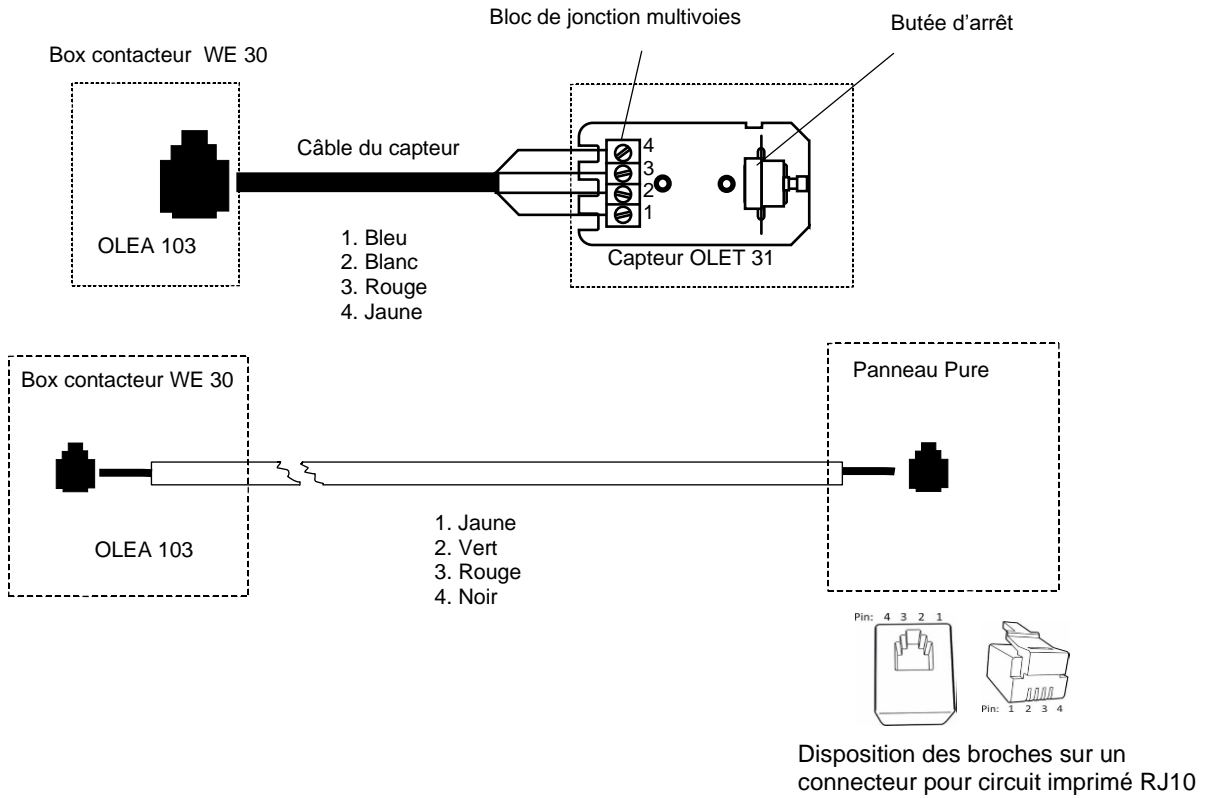 Bloc de jonction multivoies
Butée d'arrêt
Box contacteur WE 30
Câble du capteur
4
3
2
1
OLEA 103
1. Bleu
2. Blanc
3. Rouge
4. Jaune
Capteur OLET 31
Box contacteur WE 30
Panneau Pure
OLEA 103
1. Jaune
2. Vert
3. Rouge
4. Noir
Pin: 4 3 2 1
Pin: 1 2 3 4
Disposition des broches sur un
connecteur pour circuit imprimé RJ10